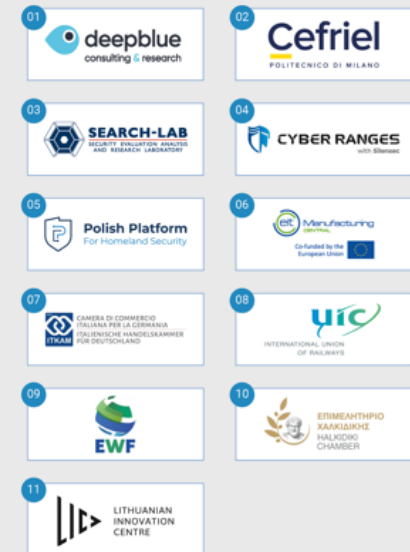 01
deepblue
consulting & research
02
Cefriel
POLITECNICO DI MILANO
03
SEARCH-LAB
SECURITY EVALUATION ANALYSIS
AND RESEARCH LABORATORY
04
CYBER RANGES
with Silensec
05
Polish Platform
For Homeland Security
06
eit Manufacturing
CENTRAL
Co-funded by the
European Union
07
ITKAM
CAMERA DI COMMERCIO
ITALIANA PER LA GERMANIA
ITALIENISCHE HANDELSKAMMER
FÜR DEUTSCHLAND
08
uic
INTERNATIONAL UNION
OF RAILWAYS
09
EWF
10
ΕΠΙΜΕΛΗΤΗΡΙΟ
ΧΑΛΚΙΔΙΚΗΣ
HALKIDIKI
CHAMBER
11
LIC
LITHUANIAN
INNOVATION
CENTRE